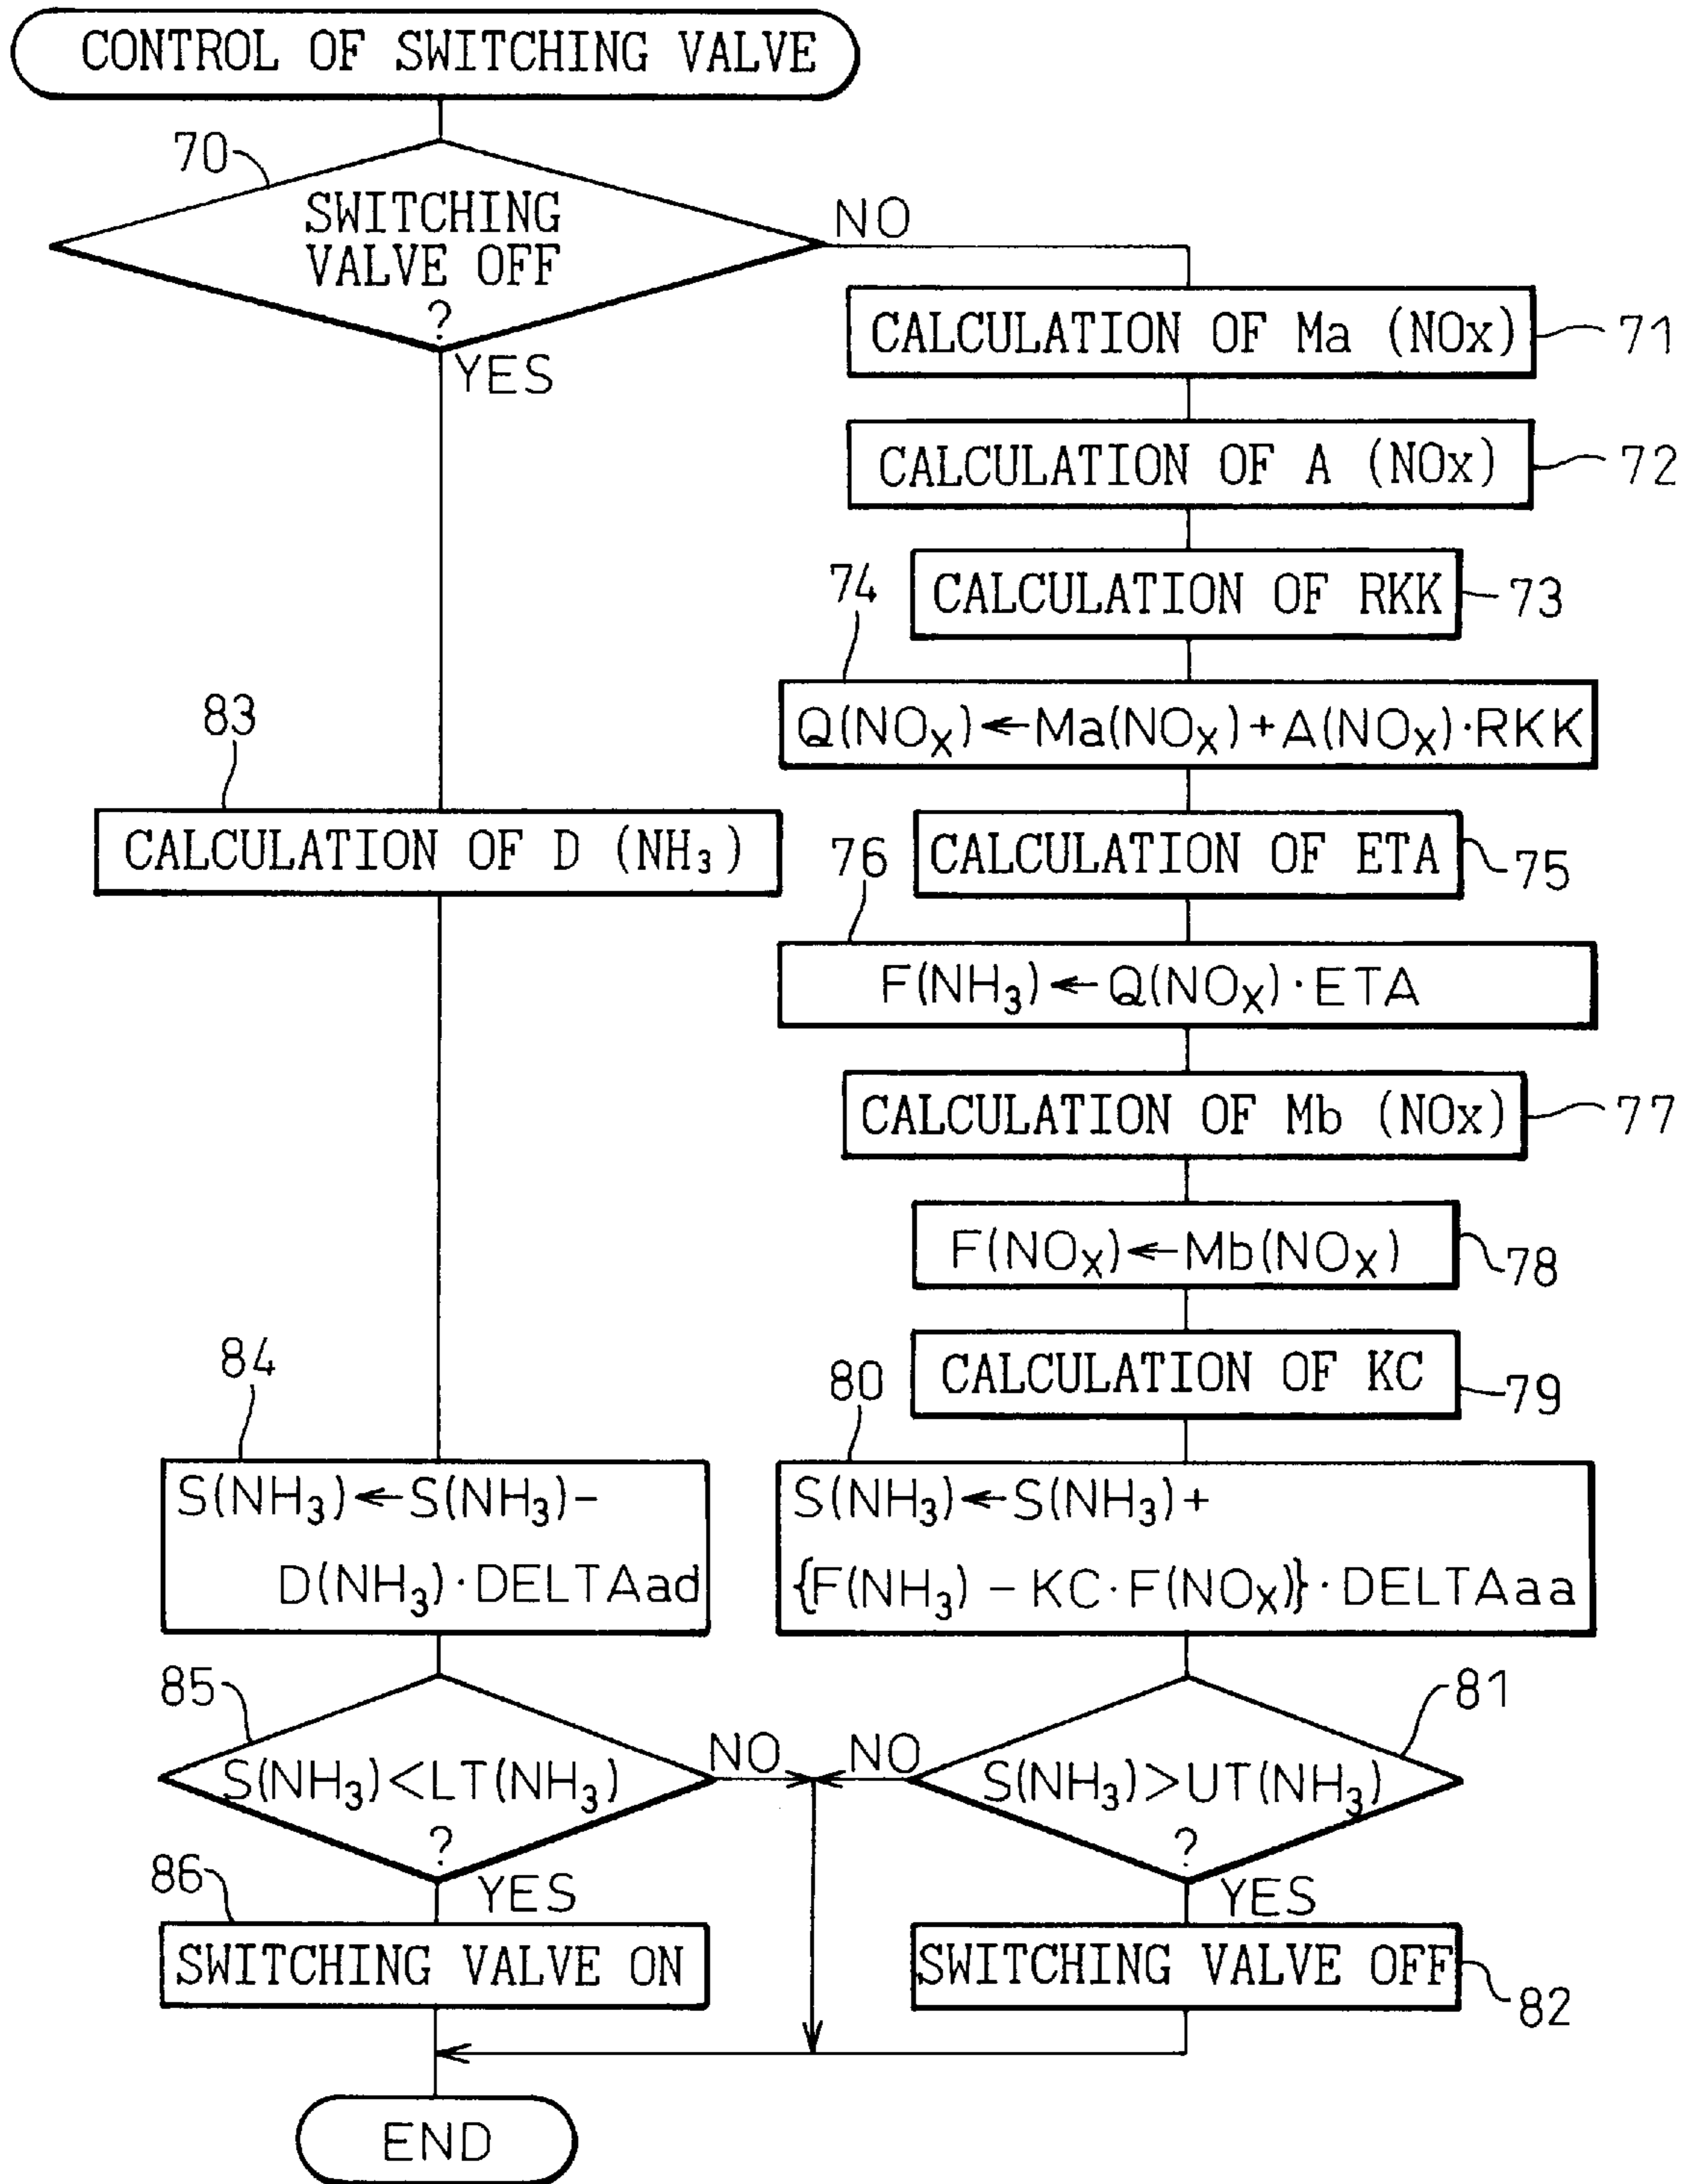 CONTROL OF SWITCHING VALVE
70
SWITCHING
VALVE OFF
?
NO
YES
CALCULATION OF Ma (NOx)
71
CALCULATION OF A (NOx)
72
CALCULATION OF RKK
73
74
Q(NOX)←Ma(NOX)+A(NOX)·RKK
83
CALCULATION OF D (NH3)
CALCULATION OF ETA
75
76
F(NH3)←Q(NOX)·ETA
CALCULATION OF Mb (NOx)
77
F(NOX)←Mb(NOX)
78
CALCULATION OF KC
79
84
S(NH3)←S(NH3)−
D(NH3)·DELTAad
80
S(NH3)←S(NH3)+
{F(NH3)−KC·F(NOX)}·DELTAaa
85
S(NH3)<LT(NH3)
?
NO
YES
81
S(NH3)>UT(NH3)
?
NO
YES
86
SWITCHING VALVE ON
SWITCHING VALVE OFF
82
END